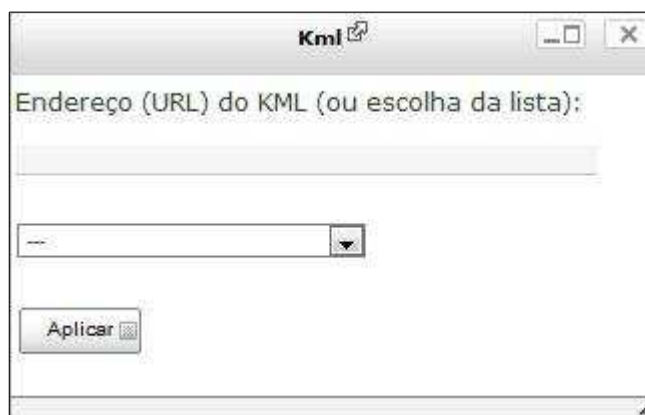 Kml
Endereço (URL) do KML (ou escolha da lista):
---
Aplicar